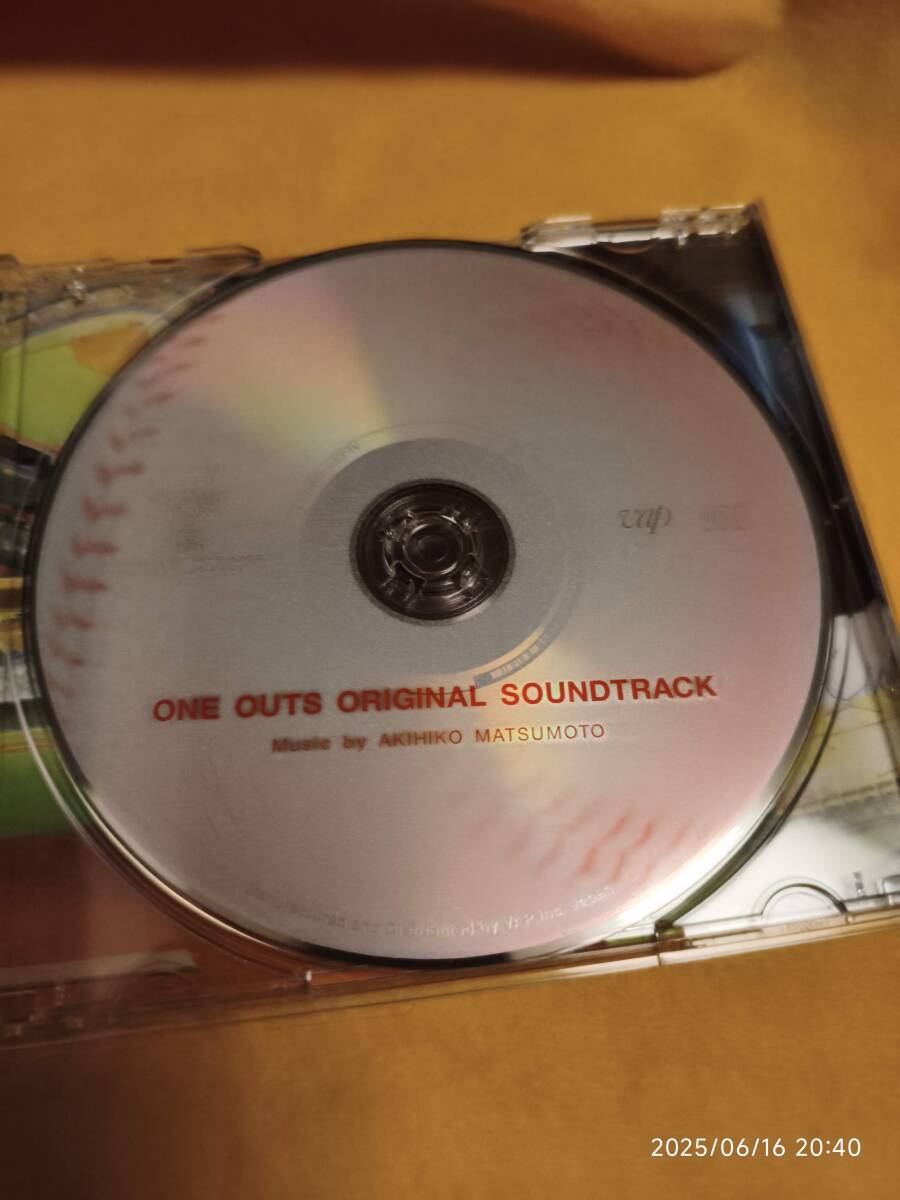 vap
ONE OUTS ORIGINAL SOUNDTRACK
Music by AKIHIKO MATSUMOTO
2025/06/16 20:40